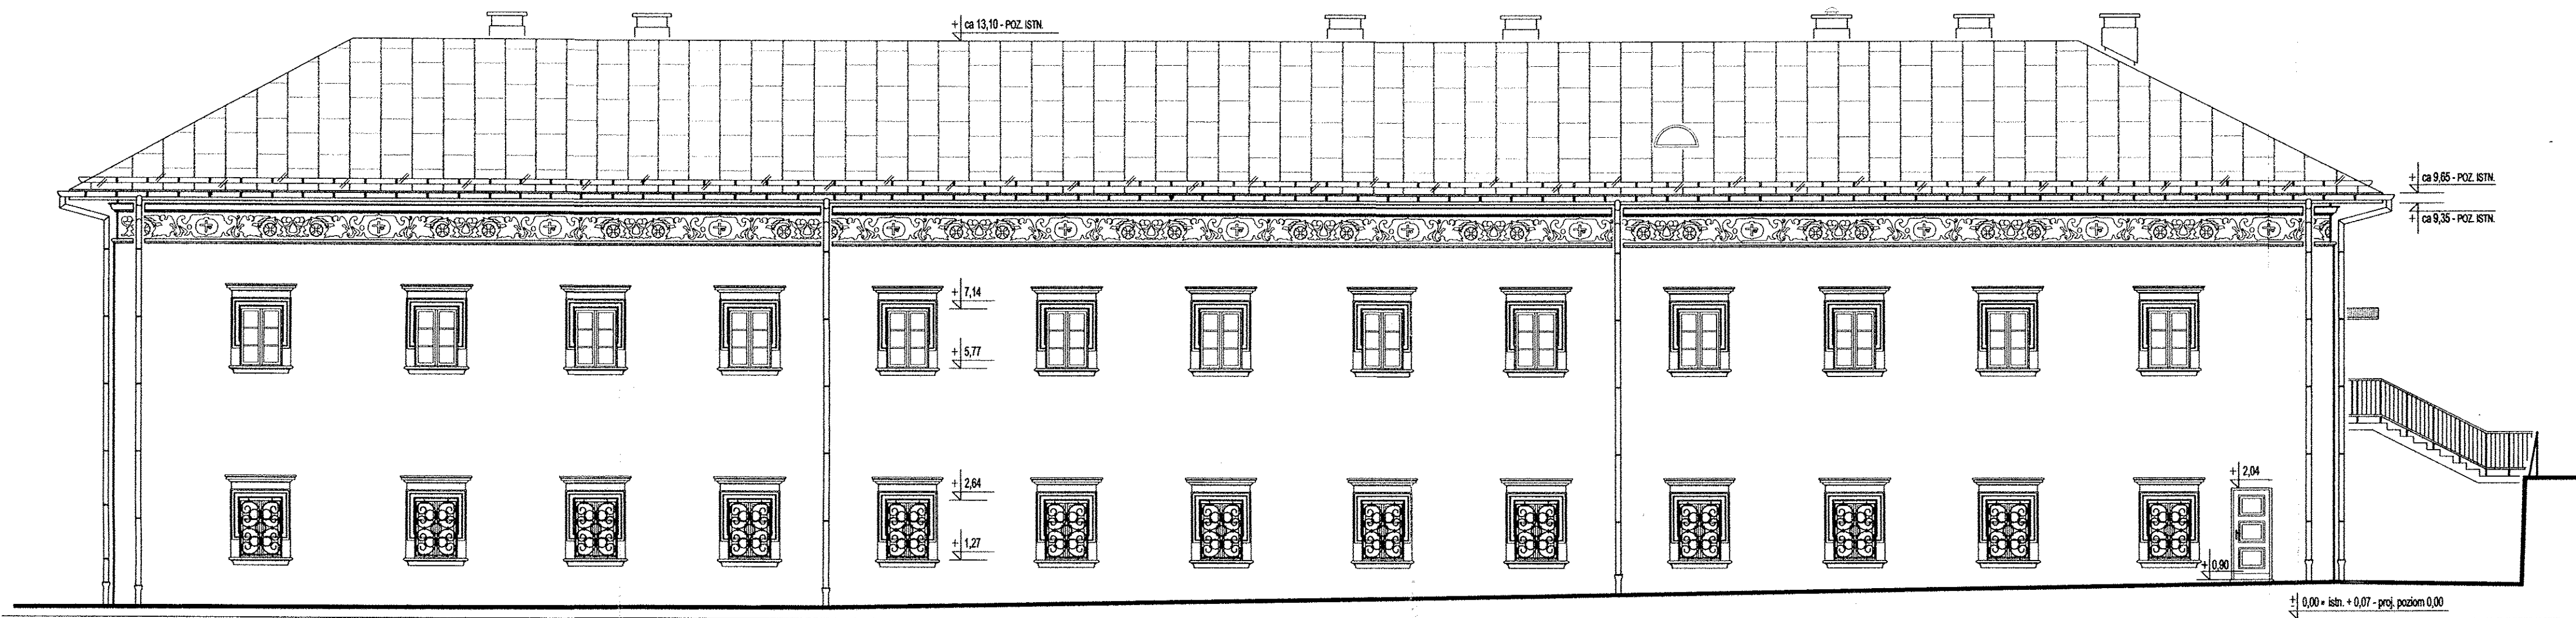 + ca 13,10 - POZ. ISTN.
+ ca 9,65 - POZ. ISTN.
+ ca 9,35 - POZ. ISTN.
+ 7,14
+ 5,77
+ 2,64
+ 2,04
+ 1,27
+ 0,90
± 0,00 = istn. + 0,07 - proj. poziom 0,00